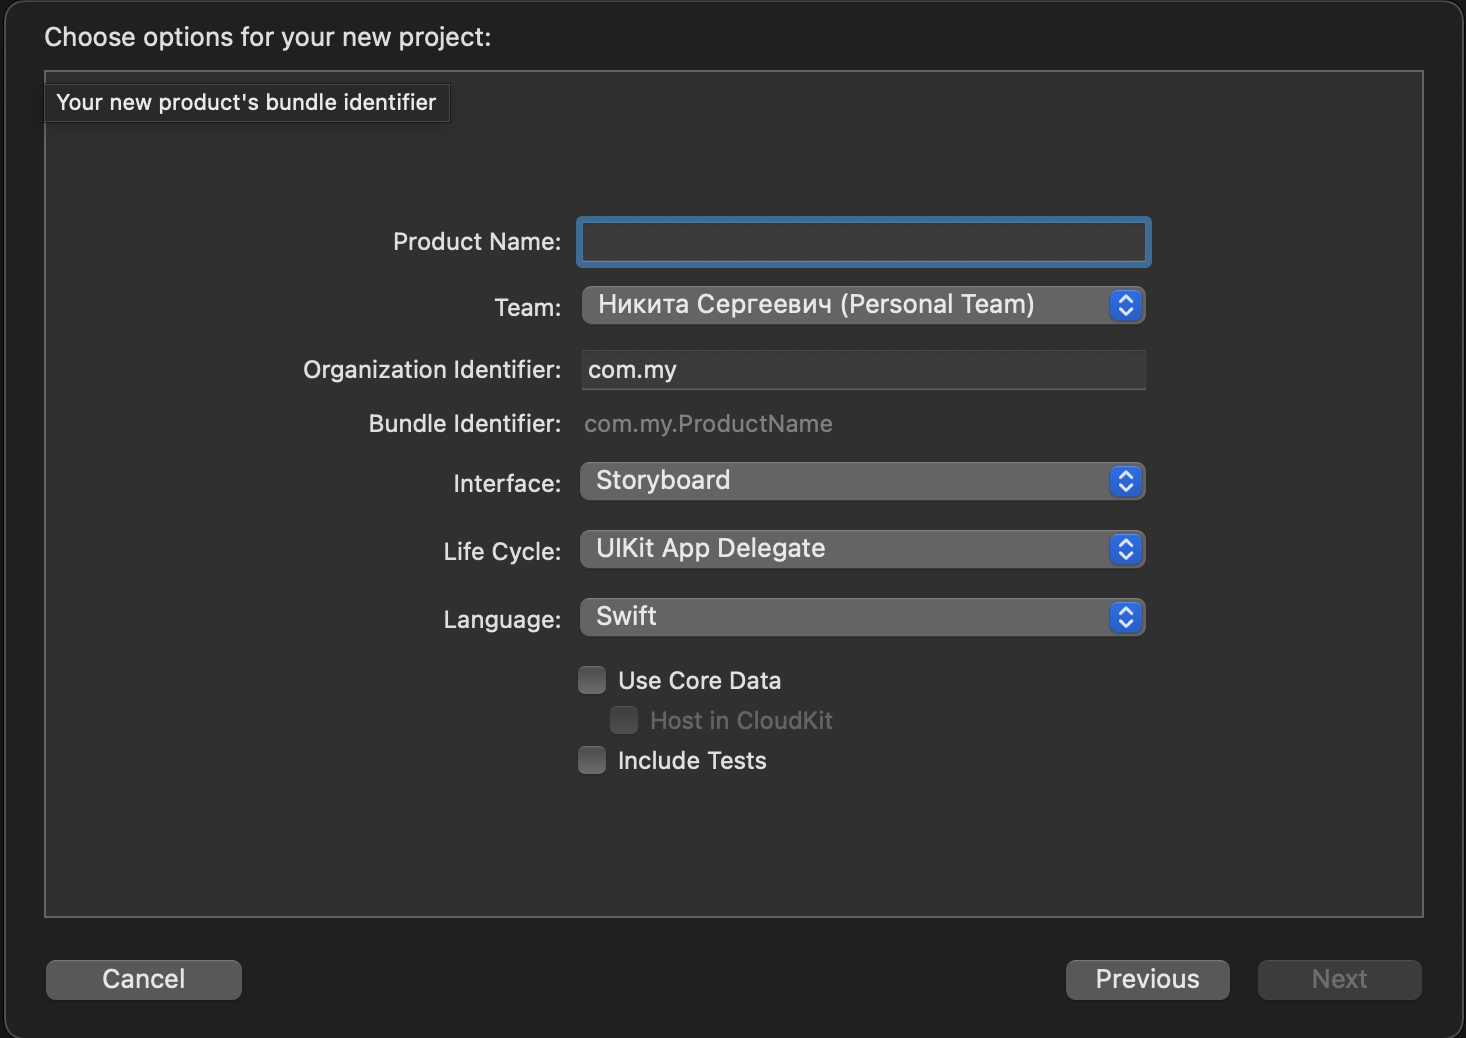 Choose options for your new project:
Your new product's bundle identifier
Product Name:
Team: Никита Сергеевич (Personal Team)
Organization Identifier: com.my
Bundle Identifier: com.my.ProductName
Interface: Storyboard
Life Cycle: UIKit App Delegate
Language: Swift
Use Core Data
Host in CloudKit
Include Tests
Cancel Previous Next